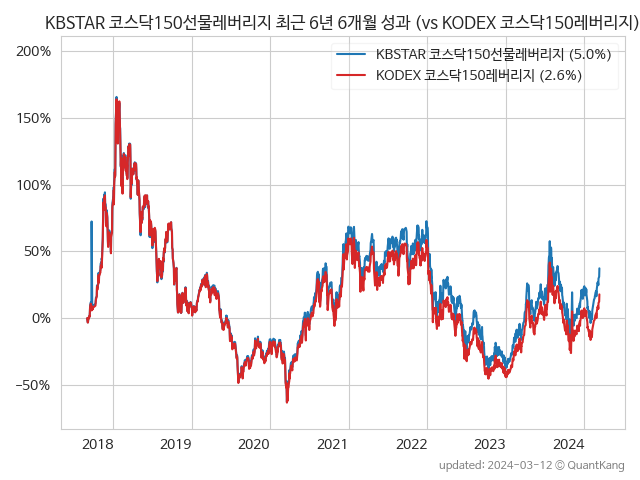 KBSTAR 코스닥150선물레버리지 최근 6년 6개월 성과 (vs KODEX 코스닥150레버리지)
KBSTAR 코스닥150선물레버리지 (5.0%)
KODEX 코스닥150레버리지 (2.6%)
200%
150%
100%
50%
0%
−50%
2018 2019 2020 2021 2022 2023 2024
updated: 2024-03-12 © QuantKang